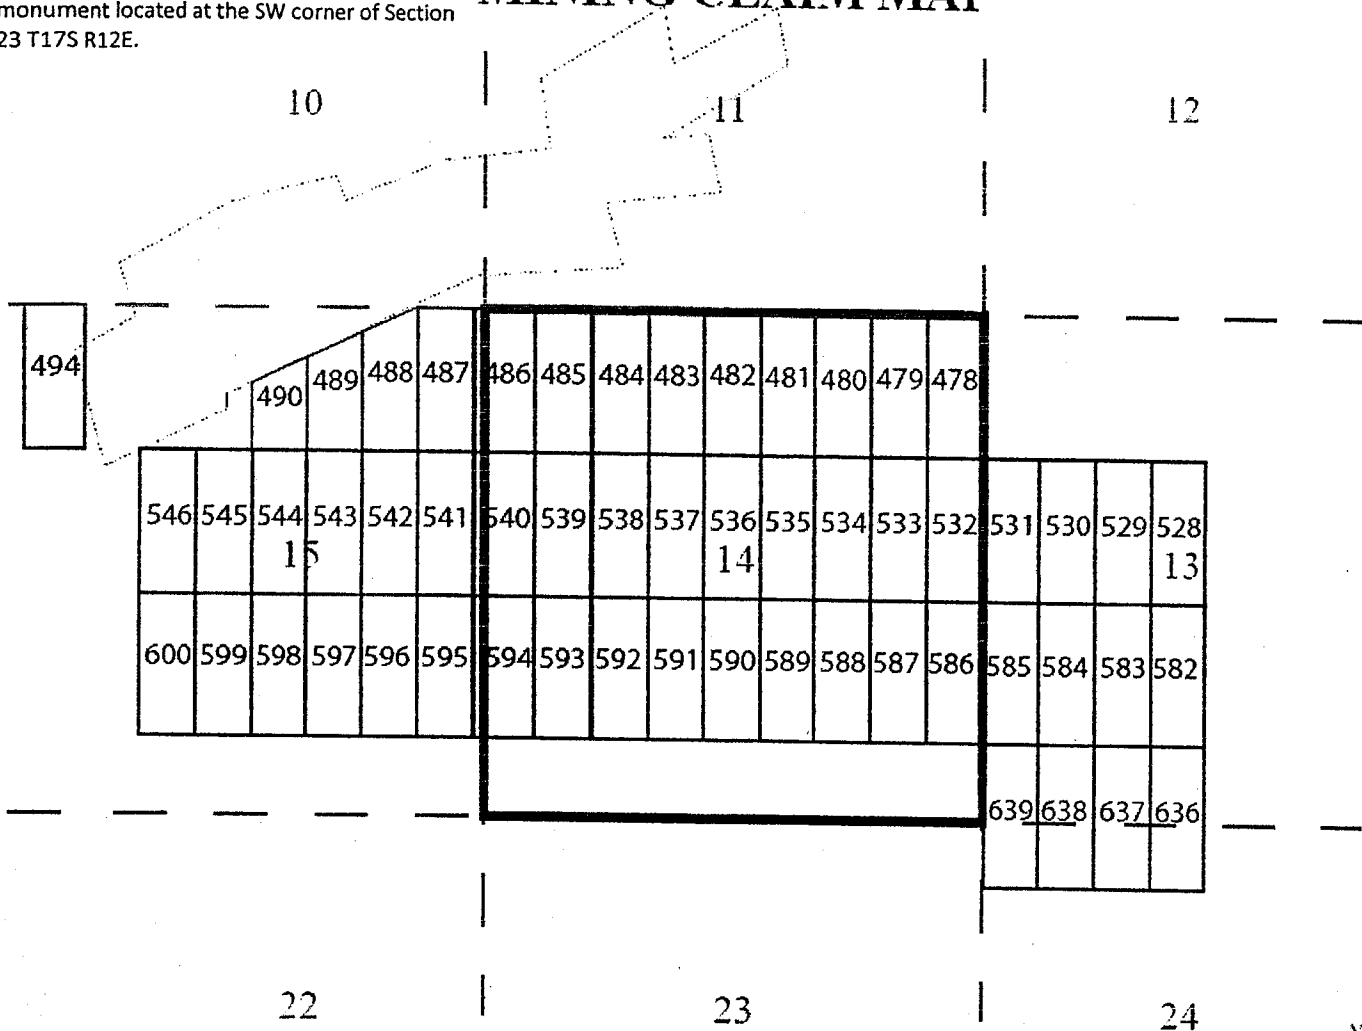 monument located at the SW corner of Section
23 T17S R12E.
MINING CLAIM MAP
10 11 12
494
490 489 488 487 486 485 484 483 482 481 480 479 478
546 545 544 543 542 541 540 539 538 537 536 535 534 533 532 531 530 529 528
15 14 13
600 599 598 597 596 595 594 593 592 591 590 589 588 587 586 585 584 583 582
639 638 637 636
22 23 24